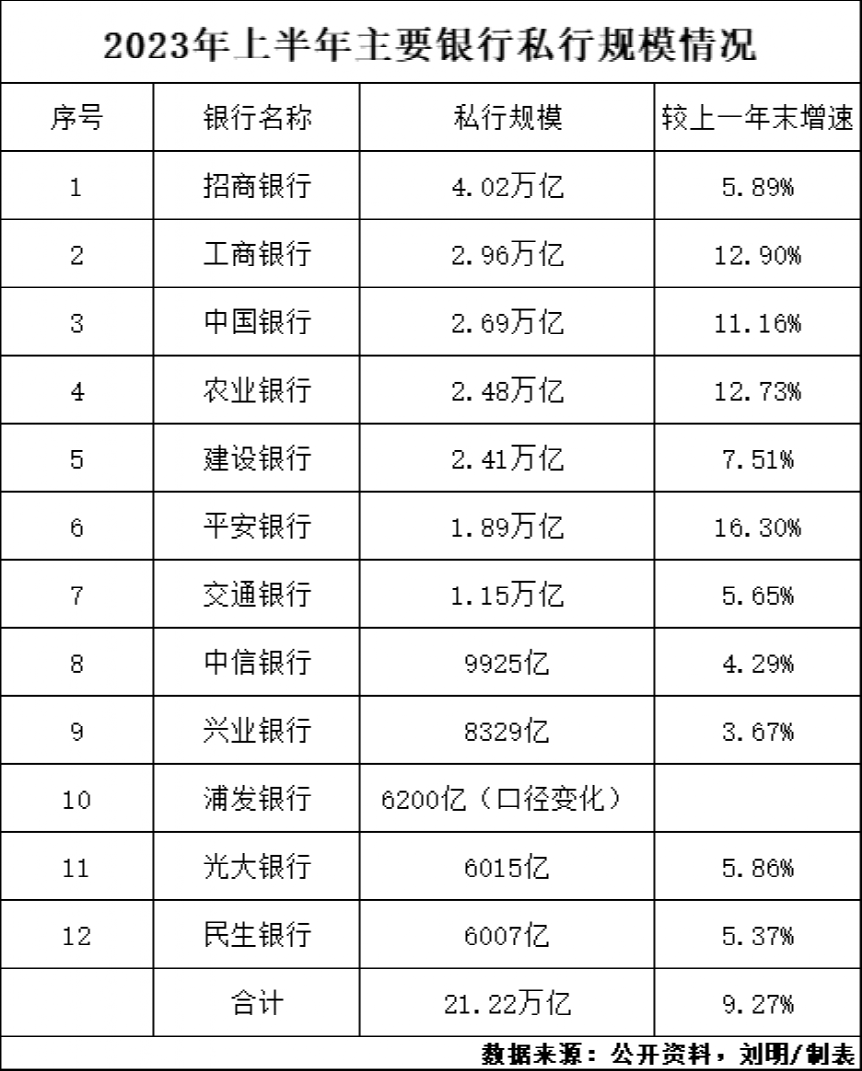 2023年上半年主要银行私行规模情况
序号 银行名称 私行规模 较上一年末增速
1 招商银行 4.02万亿 5.89%
2 工商银行 2.96万亿 12.90%
3 中国银行 2.69万亿 11.16%
4 农业银行 2.48万亿 12.73%
5 建设银行 2.41万亿 7.51%
6 平安银行 1.89万亿 16.30%
7 交通银行 1.15万亿 5.65%
8 中信银行 9925亿 4.29%
9 兴业银行 8329亿 3.67%
10 浦发银行 6200亿（口径变化）
11 光大银行 6015亿 5.86%
12 民生银行 6007亿 5.37%
合计 21.22万亿 9.27%
数据来源：公开资料，刘明/制表